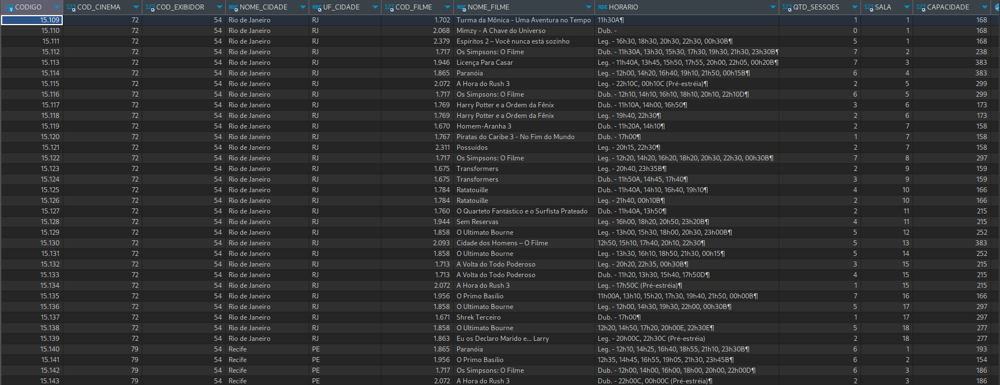 123 CODIGO 123 COD_CINEMA 123 COD_EXIBIDOR ABC NOME_CIDADE ABC UF_CIDADE 123 COD_FILME ABC NOME_FILME ABC HORARIO 123 QTD_SESSOES 123 SALA 123 CAPACIDADE
15.109 72 54 Rio de Janeiro RJ 1.702 Turma da Mônica - Uma Aventura no Tempo 11h30A¶ 1 1 168
15.110 72 54 Rio de Janeiro RJ 2.068 Mimzy - A Chave do Universo Dub. - 0 1 168
15.111 72 54 Rio de Janeiro RJ 2.379 Espíritos 2 – Você nunca está sozinho Leg. - 16h30, 18h30, 20h30, 22h30, 00h30B¶ 5 1 168
15.112 72 54 Rio de Janeiro RJ 1.717 Os Simpsons: O Filme Dub. - 11h30A, 13h30, 15h30, 17h30, 19h30, 21h30, 23h30B¶ 7 2 238
15.113 72 54 Rio de Janeiro RJ 1.946 Licença Para Casar Leg. - 11h40A, 13h45, 15h50, 17h55, 20h00, 22h05, 00h20B¶ 7 3 383
15.114 72 54 Rio de Janeiro RJ 1.865 Paranóia Leg. - 12h00, 14h20, 16h40, 19h10, 21h50, 00h15B¶ 6 4 383
15.115 72 54 Rio de Janeiro RJ 2.072 A Hora do Rush 3 Leg. - 22h10C, 00h10C (Pré-estréia)¶ 2 5 299
15.116 72 54 Rio de Janeiro RJ 1.717 Os Simpsons: O Filme Dub. - 12h10, 14h10, 16h10, 18h10, 20h10, 22h10D¶ 6 5 299
15.117 72 54 Rio de Janeiro RJ 1.769 Harry Potter e a Ordem da Fênix Dub. - 11h10A, 14h00, 16h50¶ 3 6 173
15.118 72 54 Rio de Janeiro RJ 1.769 Harry Potter e a Ordem da Fênix Leg. - 19h40, 22h30¶ 2 6 173
15.119 72 54 Rio de Janeiro RJ 1.670 Homem-Aranha 3 Dub. - 11h20A, 14h10¶ 2 7 158
15.120 72 54 Rio de Janeiro RJ 1.767 Piratas do Caribe 3 - No Fim do Mundo Dub. - 17h00¶ 1 7 158
15.121 72 54 Rio de Janeiro RJ 2.311 Possuídos Leg. - 20h15, 22h30¶ 2 7 158
15.122 72 54 Rio de Janeiro RJ 1.717 Os Simpsons: O Filme Leg. - 12h20, 14h20, 16h20, 18h20, 20h30, 22h30, 00h30B¶ 7 8 297
15.123 72 54 Rio de Janeiro RJ 1.675 Transformers Leg. - 20h40, 23h35B¶ 2 9 159
15.124 72 54 Rio de Janeiro RJ 1.675 Transformers Dub. - 11h50A, 14h45, 17h40¶ 3 9 159
15.125 72 54 Rio de Janeiro RJ 1.784 Ratatouille Dub. - 11h40A, 14h10, 16h40, 19h10¶ 4 10 166
15.126 72 54 Rio de Janeiro RJ 1.784 Ratatouille Leg. - 21h40, 00h10B¶ 2 10 166
15.127 72 54 Rio de Janeiro RJ 1.760 O Quarteto Fantástico e o Surfista Prateado Dub. - 11h40A, 13h50¶ 2 11 215
15.128 72 54 Rio de Janeiro RJ 1.944 Sem Reservas Leg. - 16h00, 18h20, 20h50, 23h20B¶ 4 11 215
15.129 72 54 Rio de Janeiro RJ 1.858 O Ultimato Bourne Leg. - 13h00, 15h30, 18h00, 20h30, 23h00B¶ 5 12 252
15.130 72 54 Rio de Janeiro RJ 2.093 Cidade dos Homens – O Filme 12h50, 15h10, 17h40, 20h10, 22h30¶ 5 13 383
15.131 72 54 Rio de Janeiro RJ 1.858 O Ultimato Bourne Leg. - 13h30, 16h10, 18h50, 21h30, 00h15¶ 5 14 252
15.132 72 54 Rio de Janeiro RJ 1.713 A Volta do Todo Poderoso Leg. - 20h20, 22h35, 00h30B¶ 3 15 215
15.133 72 54 Rio de Janeiro RJ 1.713 A Volta do Todo Poderoso Dub. - 11h20, 13h30, 15h40, 17h50D¶ 4 15 215
15.134 72 54 Rio de Janeiro RJ 2.072 A Hora do Rush 3 Leg. - 17h50C (Pré-estréia)¶ 1 15 215
15.135 72 54 Rio de Janeiro RJ 1.956 O Primo Basílio 11h00A, 13h10, 15h20, 17h30, 19h40, 21h50, 00h00B¶ 7 16 166
15.136 72 54 Rio de Janeiro RJ 1.858 O Ultimato Bourne Leg. - 12h00, 14h30, 19h30, 22h00, 00h30B¶ 5 17 297
15.137 72 54 Rio de Janeiro RJ 1.671 Shrek Terceiro Dub. - 17h00¶ 1 17 297
15.138 72 54 Rio de Janeiro RJ 1.858 O Ultimato Bourne 12h20, 14h50, 17h20, 20h00E, 22h30E¶ 5 18 277
15.139 72 54 Rio de Janeiro RJ 1.863 Eu os Declaro Marido e... Larry Leg. - 20h00C, 22h30C (Pré-estréia) 2 18 277
15.140 79 54 Recife PE 1.865 Paranóia Leg. - 12h10, 14h25, 16h40, 18h55, 21h10, 23h30B¶ 6 1 193
15.141 79 54 Recife PE 1.956 O Primo Basílio 12h35, 14h45, 16h55, 19h05, 21h30, 23h45B¶ 6 2 154
15.142 79 54 Recife PE 1.717 Os Simpsons: O Filme Dub. - 12h00, 14h00, 16h00, 18h00, 20h00, 22h00D¶ 6 3 186
15.143 79 54 Recife PE 2.072 A Hora do Rush 3 Dub. - 22h00C, 00h00C (Pré-estréia)¶ 2 3 186